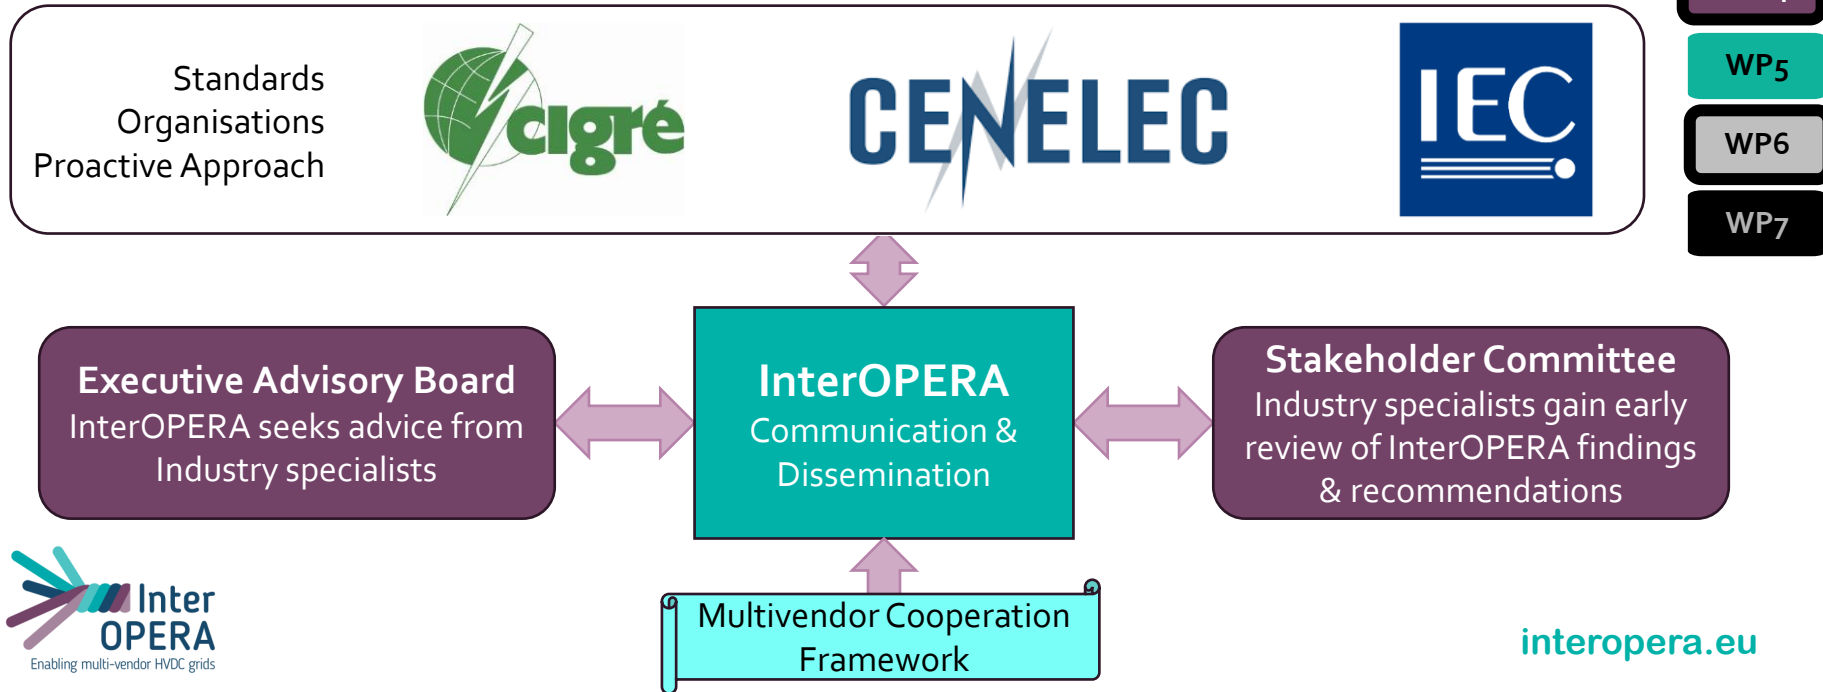 Standards
Organisations
Proactive Approach
cigré
CENELEC
IEC
WP5
WP6
WP7
Executive Advisory Board
InterOPERA seeks advice from
Industry specialists
InterOPERA
Communication &
Dissemination
Stakeholder Committee
Industry specialists gain early
review of InterOPERA findings
& recommendations
Multivendor Cooperation
Framework
Inter
OPERA
Enabling multi-vendor HVDC grids
interopera.eu